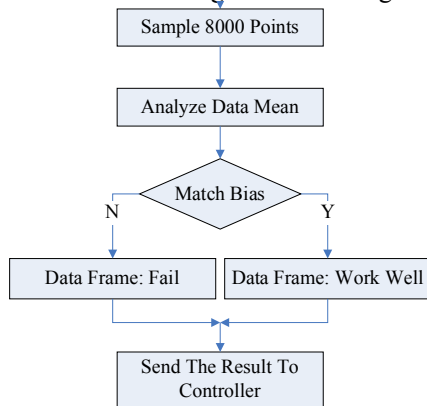 Sample 8000 Points
Analyze Data Mean
Match Bias
N
Y
Data Frame: Fail
Data Frame: Work Well
Send The Result To
Controller